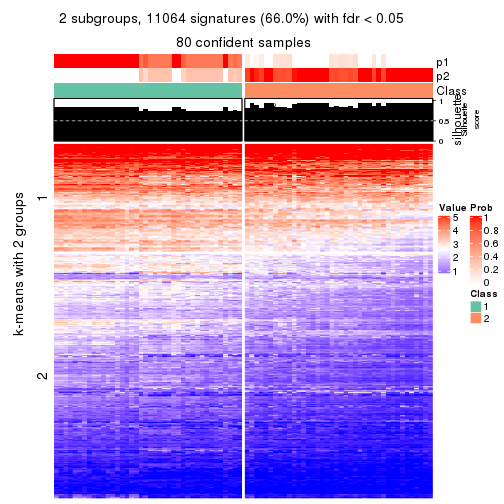 2 subgroups, 11064 signatures (66.0%) with fdr < 0.05
80 confident samples
p1
p2
Class
1
0.5
0
silhouette
Silhouette
score
k-means with 2 groups
1
2
Value
5
4
3
2
1
Prob
1
0.8
0.6
0.4
0.2
0
Class
1
2